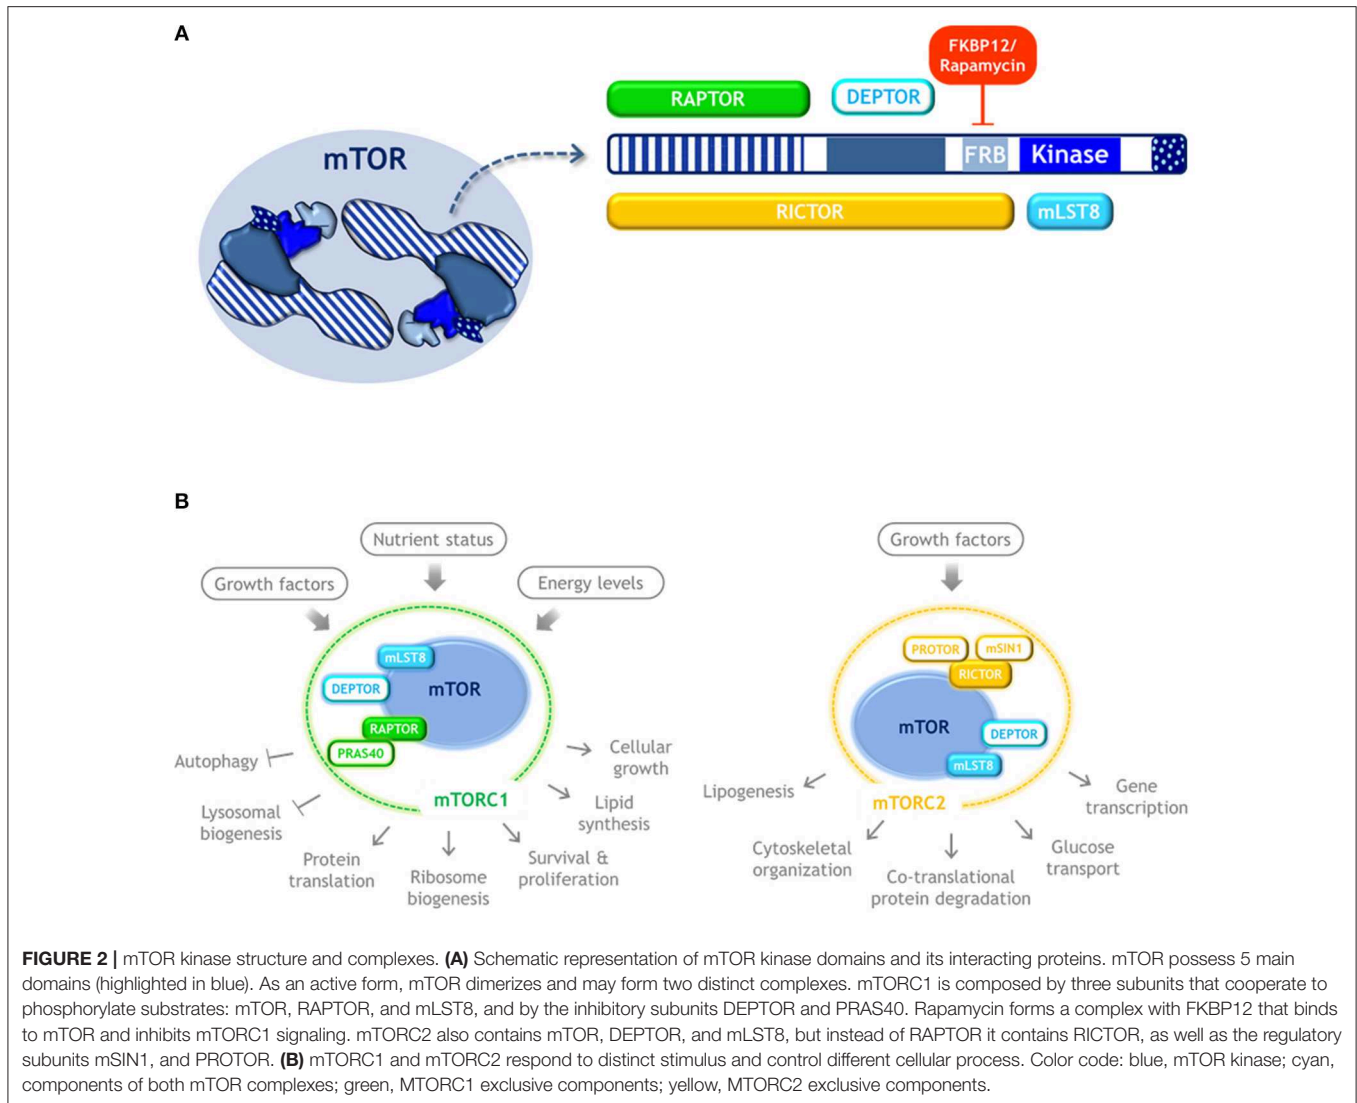 A
FKBP12/
Rapamycin
RAPTOR
DEPTOR
mTOR
FRB
Kinase
RICTOR
mLST8
B
Nutrient status
Growth factors
Energy levels
mLST8
DEPTOR
mTOR
RAPTOR
PRAS40
Autophagy
Cellular
growth
mTORC1
Lysosomal
biogenesis
Lipid
synthesis
Protein
translation
Ribosome
biogenesis
Survival &
proliferation
Growth factors
PROTOR
mSIN1
RICTOR
mTOR
DEPTOR
mLST8
Lipogenesis
mTORC2
Gene
transcription
Cytoskeletal
organization
Co-translational
protein degradation
Glucose
transport
FIGURE 2 | mTOR kinase structure and complexes. (A) Schematic representation of mTOR kinase domains and its interacting proteins. mTOR possess 5 main
domains (highlighted in blue). As an active form, mTOR dimerizes and may form two distinct complexes. mTORC1 is composed by three subunits that cooperate to
phosphorylate substrates: mTOR, RAPTOR, and mLST8, and by the inhibitory subunits DEPTOR and PRAS40. Rapamycin forms a complex with FKBP12 that binds
to mTOR and inhibits mTORC1 signaling. mTORC2 also contains mTOR, DEPTOR, and mLST8, but instead of RAPTOR it contains RICTOR, as well as the regulatory
subunits mSIN1, and PROTOR. (B) mTORC1 and mTORC2 respond to distinct stimulus and control different cellular process. Color code: blue, mTOR kinase; cyan,
components of both mTOR complexes; green, MTORC1 exclusive components; yellow, MTORC2 exclusive components.